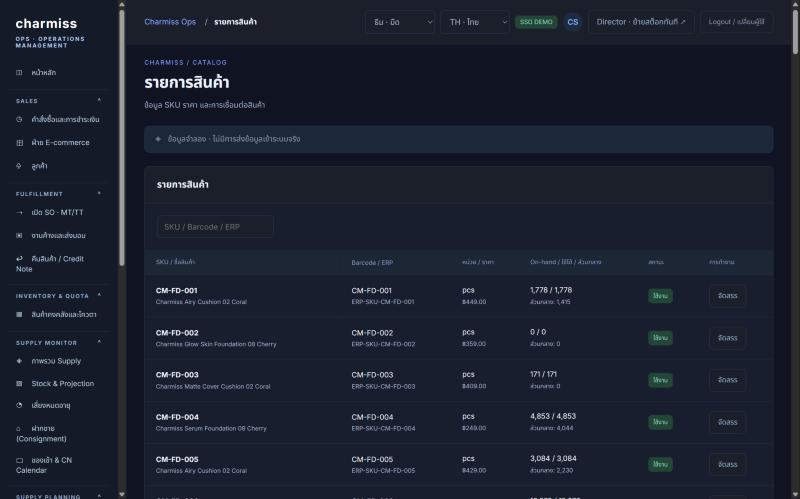 charmiss
OPS · OPERATIONS
MANAGEMENT
หน้าหลัก
SALES
คำสั่งซื้อและการชำระเงิน
ฝ่าย E-commerce
ลูกค้า
FULFILLMENT
เปิด SO · MT/TT
งานค้างและส่งมอบ
คืนสินค้า / Credit
Note
INVENTORY & QUOTA
สินค้าคงคลังและโควตา
SUPPLY MONITOR
ภาพรวม Supply
Stock & Projection
เสี่ยงหมดอายุ
ฝากขาย
(Consignment)
ของเข้า & CN
Calendar
SUPPLY PLANNING
Charmiss Ops / รายการสินค้า
ธีม · มืด
TH · ไทย
SSO DEMO
CS
Director · ย้ายสต็อกทันที ↗
Logout / เปลี่ยนผู้ใช้
CHARMISS / CATALOG
รายการสินค้า
ข้อมูล SKU ราคา และการเชื่อมต่อสินค้า
ข้อมูลจำลอง · ไม่มีการส่งข้อมูลเข้าระบบจริง
รายการสินค้า
SKU / Barcode / ERP
SKU / ชื่อสินค้า Barcode / ERP หน่วย / ราคา On-hand / ใช้ได้ / ส่วนกลาง สถานะ การทำงาน
CM-FD-001 CM-FD-001 pcs 1,778 / 1,778 ใช้งาน จัดสรร
Charmiss Airy Cushion 02 Coral ERP-SKU-CM-FD-001 ฿449.00 ส่วนกลาง: 1,415
CM-FD-002 CM-FD-002 pcs 0 / 0 ใช้งาน จัดสรร
Charmiss Glow Skin Foundation 08 Cherry ERP-SKU-CM-FD-002 ฿359.00 ส่วนกลาง: 0
CM-FD-003 CM-FD-003 pcs 171 / 171 ใช้งาน จัดสรร
Charmiss Matte Cover Cushion 02 Coral ERP-SKU-CM-FD-003 ฿409.00 ส่วนกลาง: 0
CM-FD-004 CM-FD-004 pcs 4,853 / 4,853 ใช้งาน จัดสรร
Charmiss Serum Foundation 08 Cherry ERP-SKU-CM-FD-004 ฿249.00 ส่วนกลาง: 4,044
CM-FD-005 CM-FD-005 pcs 3,084 / 3,084 ใช้งาน จัดสรร
Charmiss Airy Cushion 02 Coral ERP-SKU-CM-FD-005 ฿429.00 ส่วนกลาง: 2,230